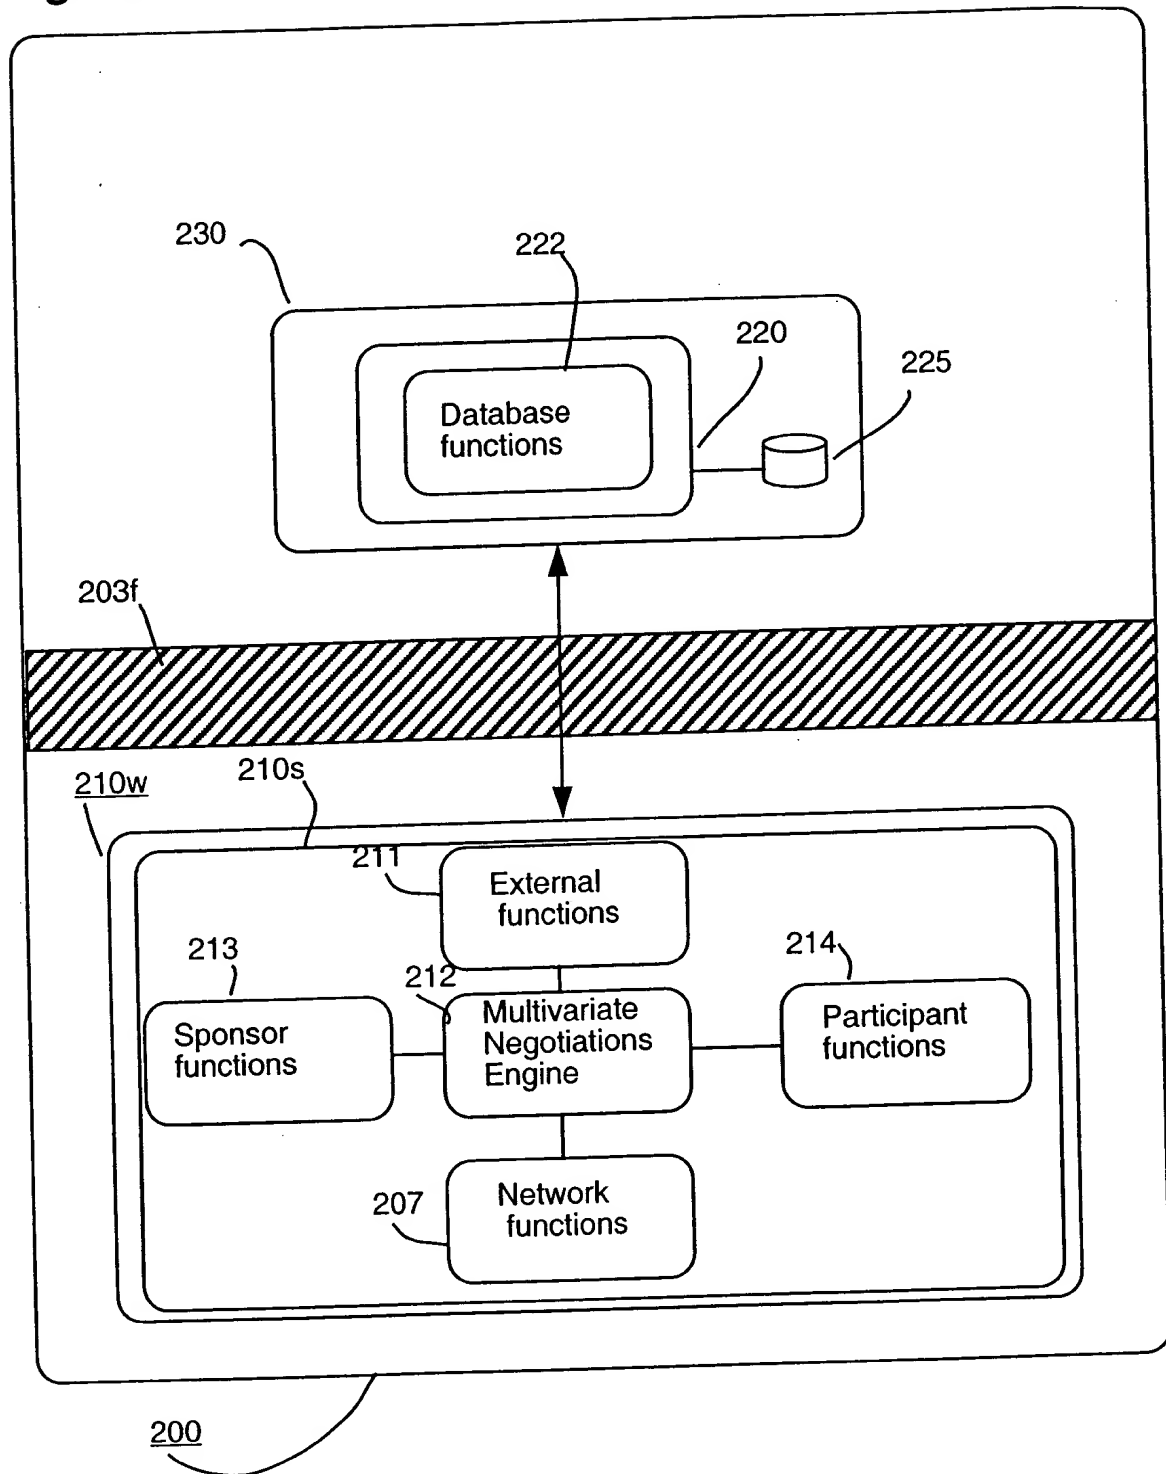 230
222
220
225
Database
functions
203f
210w
210s
211
External
functions
213
212
214
Sponsor
functions
Multivariate
Negotiations
Engine
Participant
functions
207
Network
functions
200